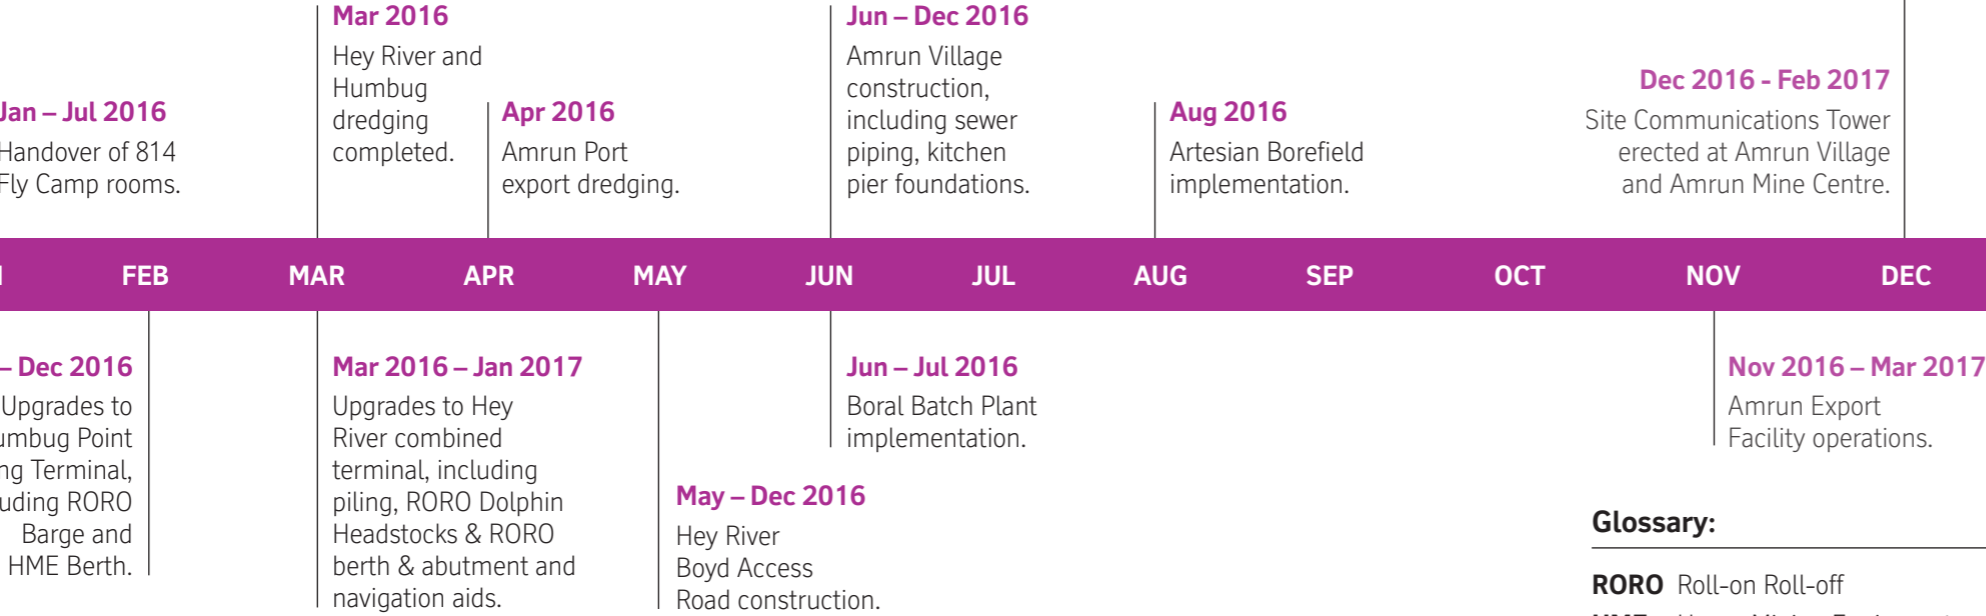 Mar 2016
Hey River and
Humbug
dredging
completed.
Jun – Dec 2016
Amrun Village
construction,
including sewer
piping, kitchen
pier foundations.
Jan – Jul 2016
Handover of 814
Fly Camp rooms.
Apr 2016
Amrun Port
export dredging.
Aug 2016
Artesian Borefield
implementation.
Dec 2016 - Feb 2017
Site Communications Tower
erected at Amrun Village
and Amrun Mine Centre.
FEB MAR APR MAY JUN JUL AUG SEP OCT NOV DEC
– Dec 2016
Upgrades to
Point
Terminal,
RORO
Barge and
HME Berth.
Mar 2016 – Jan 2017
Upgrades to Hey
River combined
terminal, including
piling, RORO Dolphin
Headstocks & RORO
berth & abutment and
navigation aids.
May – Dec 2016
Hey River
Boyd Access
Road construction.
Jun – Jul 2016
Boral Batch Plant
implementation.
Nov 2016 – Mar 2017
Amrun Export
Facility operations.
Glossary:
RORO Roll-on Roll-off